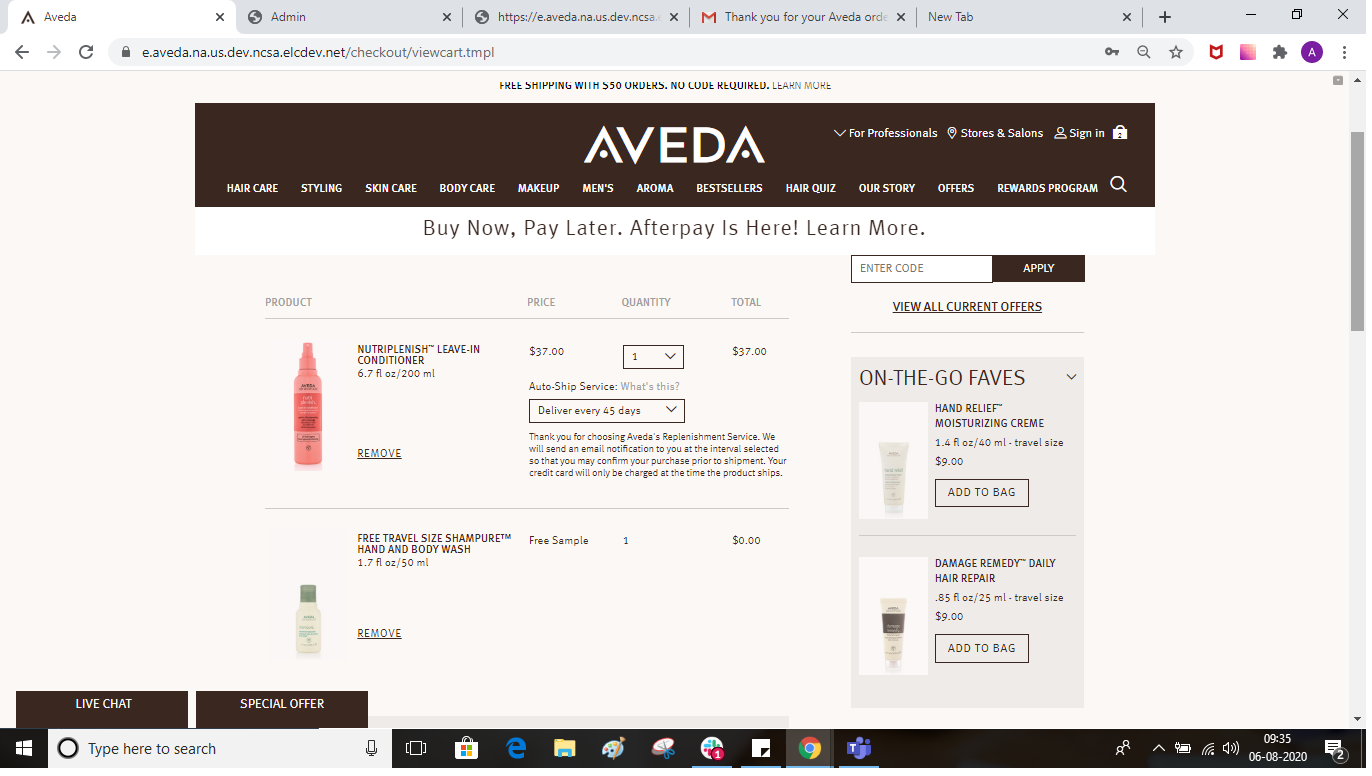 Aveda
Admin
https://e.aveda.na.us.dev.ncsa.
Thank you for your Aveda orde
New Tab
e.aveda.na.us.dev.ncsa.elcdev.net/checkout/viewcart.tmpl
A
FREE SHIPPING WITH $30 ORDERS. NO CODE REQUIRED. LEARN MORE
AVEDA
For Professionals
Stores & Salons
Sign in
2
HAIR CARE
STYLING
SKIN CARE
BODY CARE
MAKEUP
MEN'S
AROMA
BESTSELLERS
HAIR QUIZ
OUR STORY
OFFERS
REWARDS PROGRAM
Buy Now, Pay Later. Afterpay Is Here! Learn More.
ENTER CODE
APPLY
VIEW ALL CURRENT OFFERS
PRODUCT PRICE QUANTITY TOTAL
NUTRIPLENISH™ LEAVE-IN
CONDITIONER
6.7 fl oz/200 ml
REMOVE
$37.00
1
$37.00
Auto-Ship Service: What's this?
Deliver every 45 days
Thank you for choosing Aveda's Replenishment Service. We
will send an email notification to you at the interval selected
so that you may confirm your purchase prior to shipment. Your
credit card will only be charged at the time the product ships.
AVEDA
FREE TRAVEL SIZE SHAMPURE™
HAND AND BODY WASH
1.7 fl oz/50 ml
REMOVE
Free Sample
1
$0.00
ON-THE-GO FAVES
HAND RELIEF™
MOISTURIZING CREME
1.4 fl oz/40 ml - travel size
$9.00
ADD TO BAG
DAMAGE REMEDY™ DAILY
HAIR REPAIR
.85 fl oz/25 ml - travel size
$9.00
ADD TO BAG
LIVE CHAT
SPECIAL OFFER
Type here to search
1
09:35
06-08-2020
2